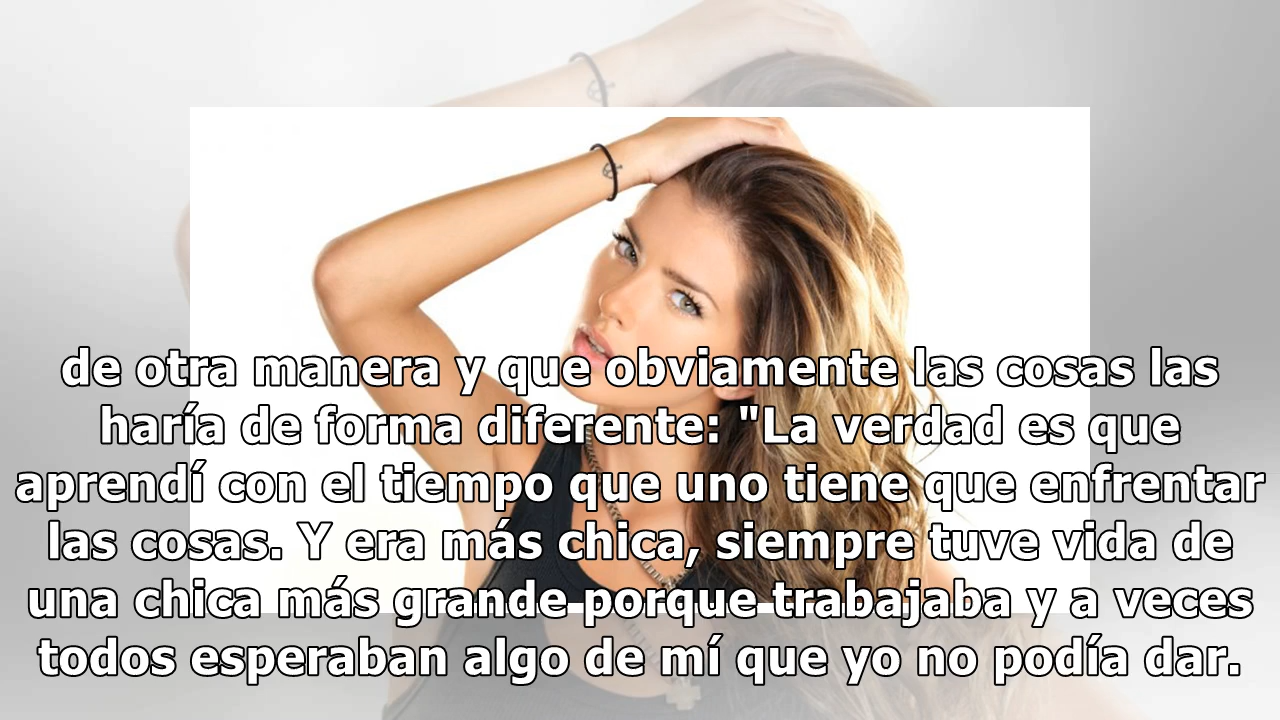 de otra manera y que obviamente las cosas las
haría de forma diferente: "La verdad es que
aprendí con el tiempo que uno tiene que enfrentar
las cosas. Y era más chica, siempre tuve vida de
una chica más grande porque trabajaba y a veces
todos esperaban algo de mí que yo no podía dar.